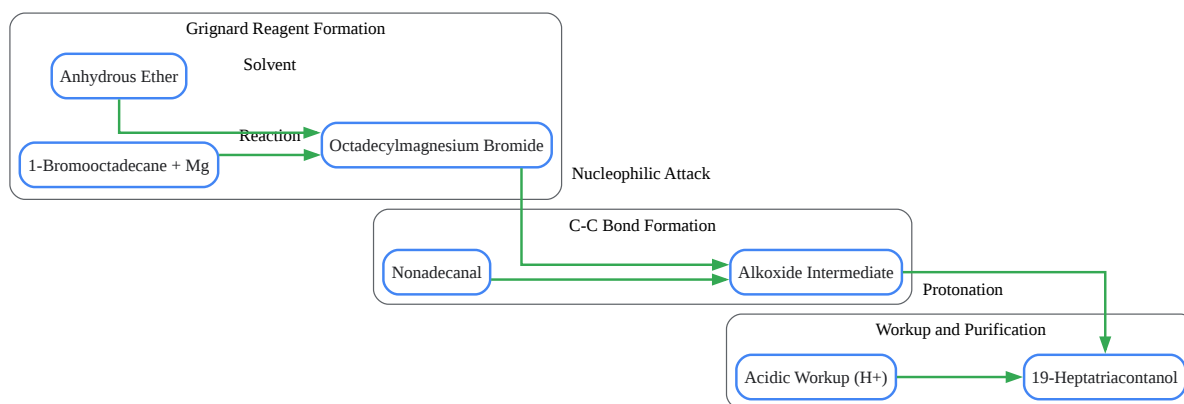 Grignard Reagent Formation
Solvent
Anhydrous Ether
Reaction
Octadecylmagnesium Bromide
1-Bromooctadecane + Mg
Nucleophilic Attack
C-C Bond Formation
Nonadecanal
Alkoxide Intermediate
Protonation
Workup and Purification
Acidic Workup (H+)
19-Heptatriacontanol